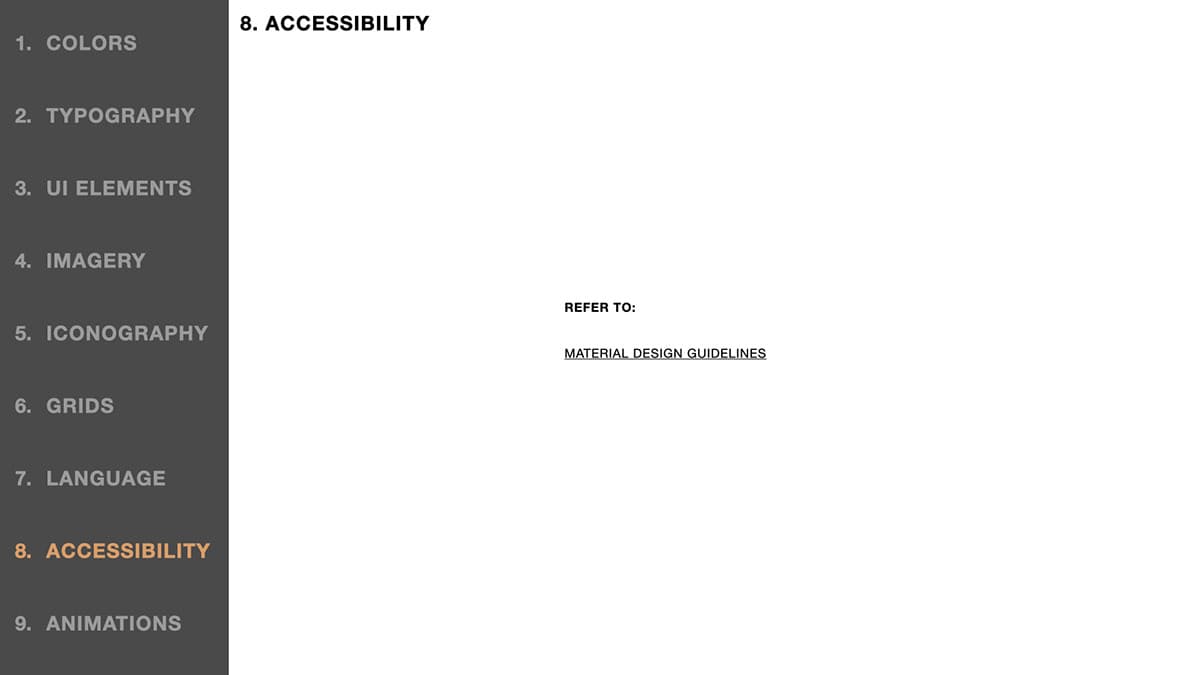 1. COLORS
2. TYPOGRAPHY
3. UI ELEMENTS
4. IMAGERY
5. ICONOGRAPHY
6. GRIDS
7. LANGUAGE
8. ACCESSIBILITY
9. ANIMATIONS
8. ACCESSIBILITY
REFER TO:
MATERIAL DESIGN GUIDELINES